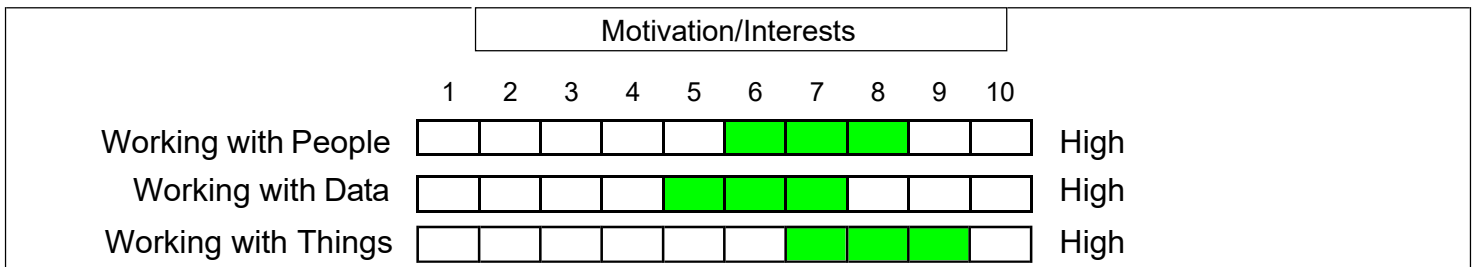 Motivation/Interests
1 2 3 4 5 6 7 8 9 10
Working with People High
Working with Data High
Working with Things High